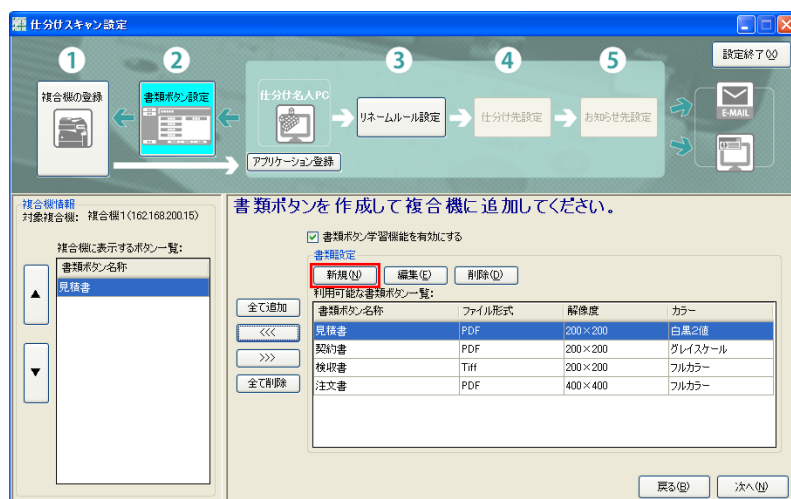 仕分けスキャン設定
1
2
3
4
5
設定終了(X)
複合機の登録
書類ボタン設定
仕分け名人PC
リネームルール設定
仕分け先設定
お知らせ先設定
E-MAIL
アプリケーション登録
複合機情報
対象複合機: 複合機1(162.168.200.15)
複合機に表示するボタン一覧:
書類ボタン名称
見積書
書類ボタンを作成して複合機に追加してください。
書類ボタン学習機能を有効にする
書類設定
新規(N) 編集(E) 削除(D)
利用可能な書類ボタン一覧:
書類ボタン名称 ファイル形式 解像度 カラー
見積書 PDF 200×200 白黒2値
契約書 PDF 200×200 グレイスケール
検収書 Tiff 200×200 フルカラー
注文書 PDF 400×400 フルカラー
全て追加
<<<
>>>
全て削除
戻る(B) 次へ(N)